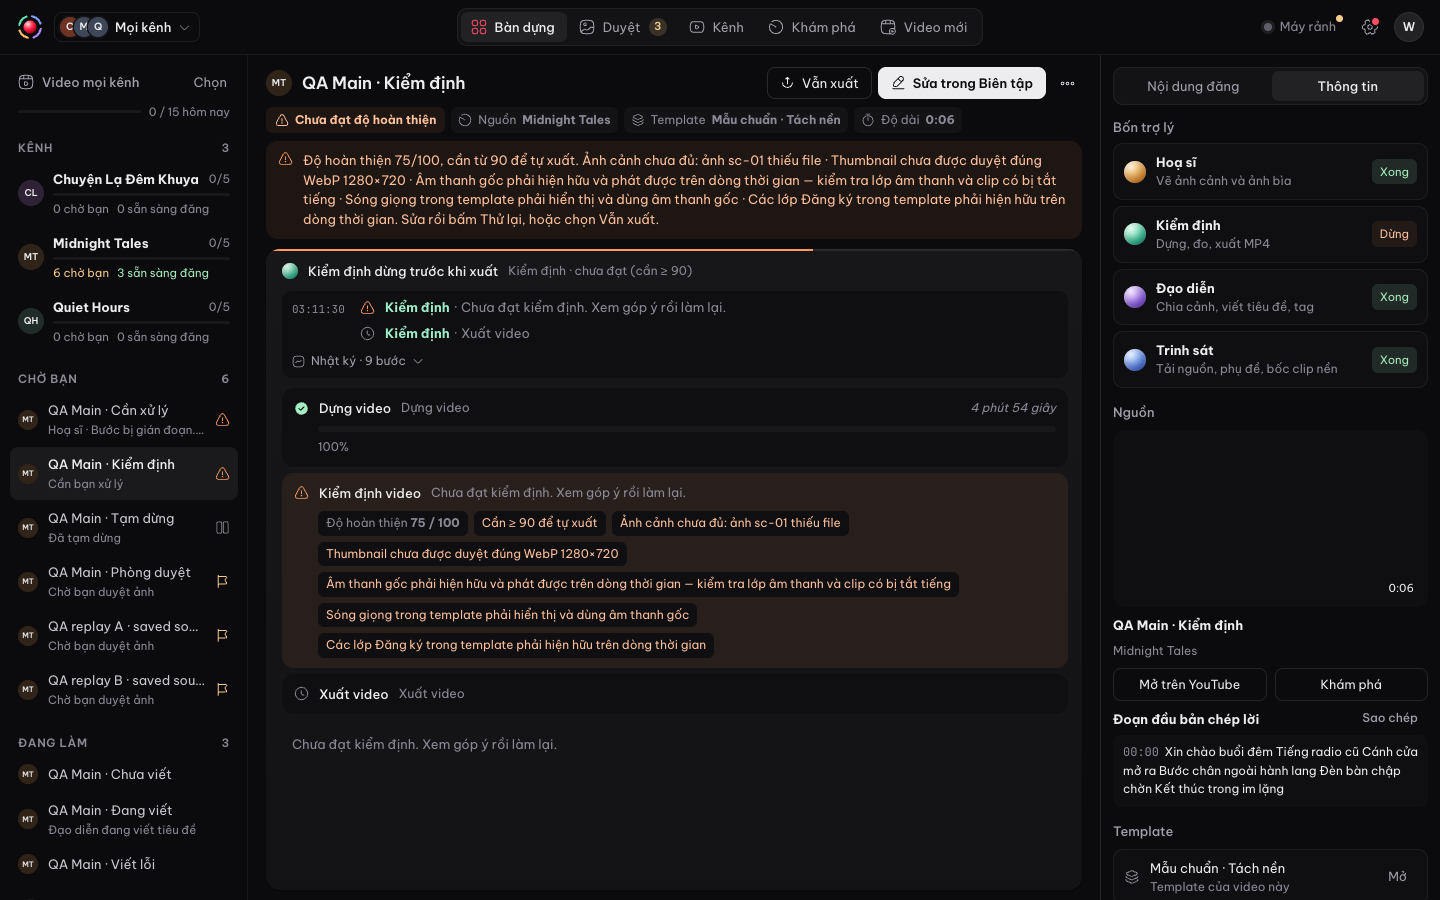 C M Q Mọi kênh
Bàn dựng
Duyệt 3
Kênh
Khám phá
Video mới
Máy rảnh
W
Video mọi kênh Chọn
0 / 15 hôm nay
KÊNH 3
CL Chuyện Lạ Đêm Khuya 0/5
0 chờ bạn 0 sẵn sàng đăng
MT Midnight Tales 0/5
6 chờ bạn 3 sẵn sàng đăng
QH Quiet Hours 0/5
0 chờ bạn 0 sẵn sàng đăng
CHỜ BẠN 6
MT QA Main · Cần xử lý
Hoạ sĩ · Bước bị gián đoạn....
MT QA Main · Kiểm định
Cần bạn xử lý
MT QA Main · Tạm dừng
Đã tạm dừng
MT QA Main · Phòng duyệt
Chờ bạn duyệt ảnh
MT QA replay A · saved so...
Chờ bạn duyệt ảnh
MT QA replay B · saved sou...
Chờ bạn duyệt ảnh
ĐANG LÀM 3
MT QA Main · Chưa viết
MT QA Main · Đang viết
Đạo diễn đang viết tiêu đề
MT QA Main · Viết lỗi
MT QA Main · Kiểm định
Vẫn xuất
Sửa trong Biên tập
Chưa đạt độ hoàn thiện
Nguồn Midnight Tales
Template Mẫu chuẩn · Tách nền
Độ dài 0:06
Độ hoàn thiện 75/100, cần từ 90 để tự xuất. Ảnh cảnh chưa đủ: ảnh sc-01 thiếu file · Thumbnail chưa được duyệt đúng
WebP 1280×720 · Âm thanh gốc phải hiện hữu và phát được trên dòng thời gian — kiểm tra lớp âm thanh và clip có bị tắt
tiếng · Sóng giọng trong template phải hiển thị và dùng âm thanh gốc · Các lớp Đăng ký trong template phải hiện hữu trên
dòng thời gian. Sửa rồi bấm Thử lại, hoặc chọn Vẫn xuất.
Kiểm định dừng trước khi xuất Kiểm định · chưa đạt (cần ≥ 90)
03:11:30 Kiểm định · Chưa đạt kiểm định. Xem góp ý rồi làm lại.
Kiểm định · Xuất video
Nhật ký · 9 bước
Dựng video Dựng video 4 phút 54 giây
100%
Kiểm định video Chưa đạt kiểm định. Xem góp ý rồi làm lại.
Độ hoàn thiện 75 / 100
Cần ≥ 90 để tự xuất
Ảnh cảnh chưa đủ: ảnh sc-01 thiếu file
Thumbnail chưa được duyệt đúng WebP 1280×720
Âm thanh gốc phải hiện hữu và phát được trên dòng thời gian — kiểm tra lớp âm thanh và clip có bị tắt tiếng
Sóng giọng trong template phải hiển thị và dùng âm thanh gốc
Các lớp Đăng ký trong template phải hiện hữu trên dòng thời gian
Xuất video Xuất video
Chưa đạt kiểm định. Xem góp ý rồi làm lại.
Nội dung đăng
Thông tin
Bốn trợ lý
Hoạ sĩ
Vẽ ảnh cảnh và ảnh bìa
Xong
Kiểm định
Dựng, đo, xuất MP4
Dừng
Đạo diễn
Chia cảnh, viết tiêu đề, tag
Xong
Trinh sát
Tải nguồn, phụ đề, bốc clip nền
Xong
Nguồn
0:06
QA Main · Kiểm định
Midnight Tales
Mở trên YouTube
Khám phá
Đoạn đầu bản chép lời Sao chép
00:00 Xin chào buổi đêm Tiếng radio cũ Cánh cửa
mở ra Bước chân ngoài hành lang Đèn bàn chập
chờn Kết thúc trong im lặng
Template
Mẫu chuẩn · Tách nền
Template của video này
Mở